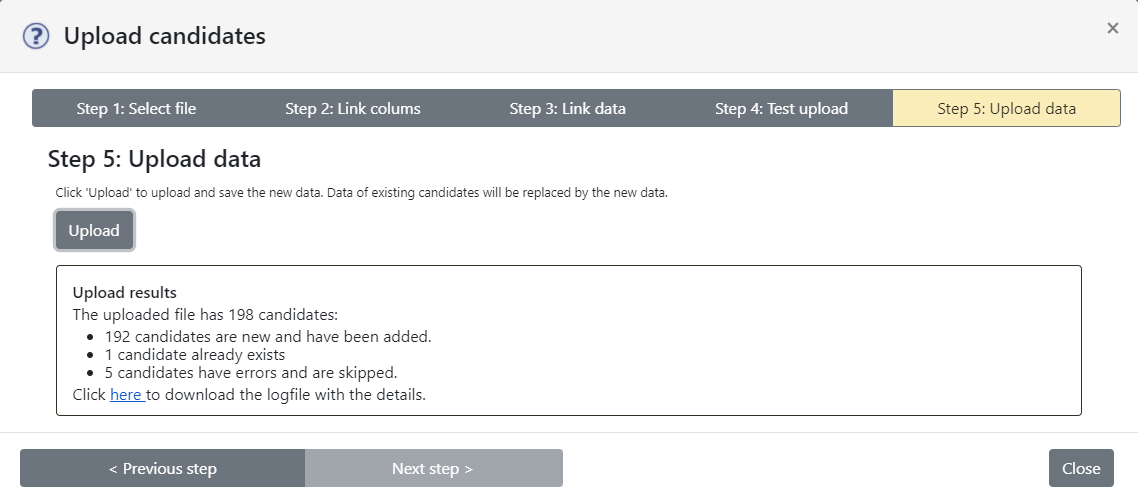 ? Upload candidates ×
Step 1: Select file Step 2: Link colums Step 3: Link data Step 4: Test upload Step 5: Upload data
Step 5: Upload data
Click 'Upload' to upload and save the new data. Data of existing candidates will be replaced by the new data.
Upload
Upload results
The uploaded file has 198 candidates:
• 192 candidates are new and have been added.
• 1 candidate already exists
• 5 candidates have errors and are skipped.
Click here to download the logfile with the details.
< Previous step Next step > Close